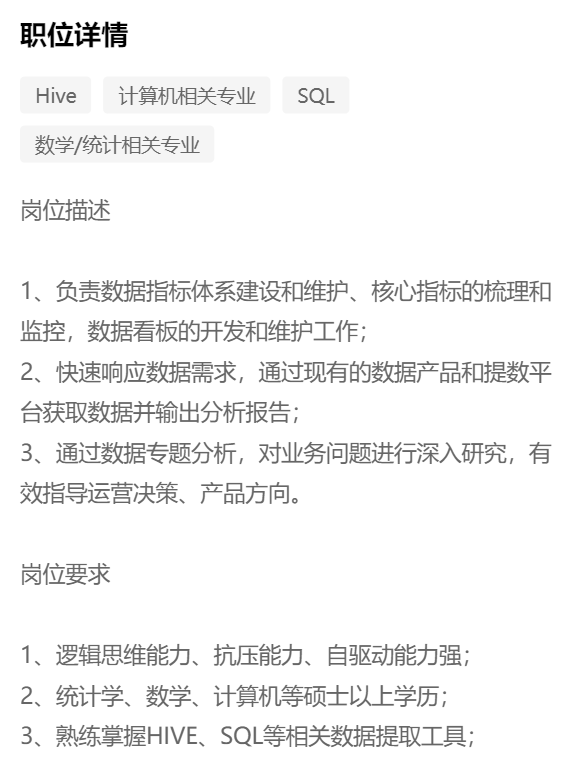 职位详情
Hive 计算机相关专业 SQL
数学/统计相关专业
岗位描述
1、负责数据指标体系建设和维护、核心指标的梳理和
监控，数据看板的开发和维护工作；
2、快速响应数据需求，通过现有的数据产品和提数平
台获取数据并输出分析报告；
3、通过数据专题分析，对业务问题进行深入研究，有
效指导运营决策、产品方向。
岗位要求
1、逻辑思维能力、抗压能力、自驱动能力强；
2、统计学、数学、计算机等硕士以上学历；
3、熟练掌握HIVE、SQL等相关数据提取工具；